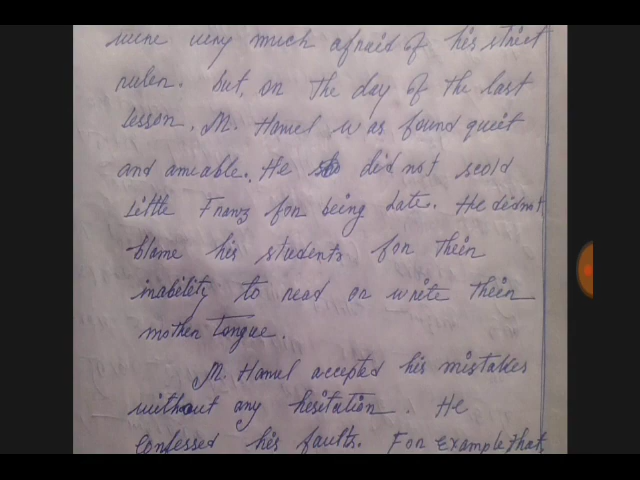 were very much afraid of his strict
ruler. but, on the day of the last
lesson, M. Hamel was found quiet
and amiable. He did not scold
little Franz for being late. He didnot
blame his students for their
inability to read or write their
mother tongue.
M. Hamel accepted his mistakes
without any hesitation. He
confessed his faults. For example that,